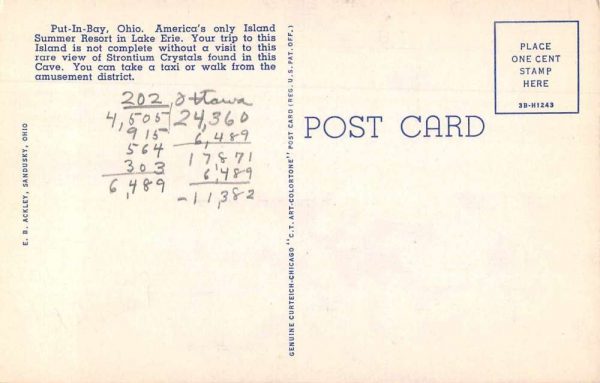 Put-In-Bay, Ohio. America's only Island
Summer Resort in Lake Erie. Your trip to this
Island is not complete without a visit to this
rare view of Strontium Crystals found in this
Cave. You can take a taxi or walk from the
amusement district.
202, Ottawa
4,505 24,360
915 6,489
564 17871
303 6,489
6,489 -11,382
E. B. ACKLEY, SANDUSKY, OHIO
GENUINE CURTEICH-CHICAGO "C.T. ART-COLORTONE" POST CARD (REG. U.S. PAT. OFF.)
POST CARD
PLACE
ONE CENT
STAMP
HERE
3B-H1243